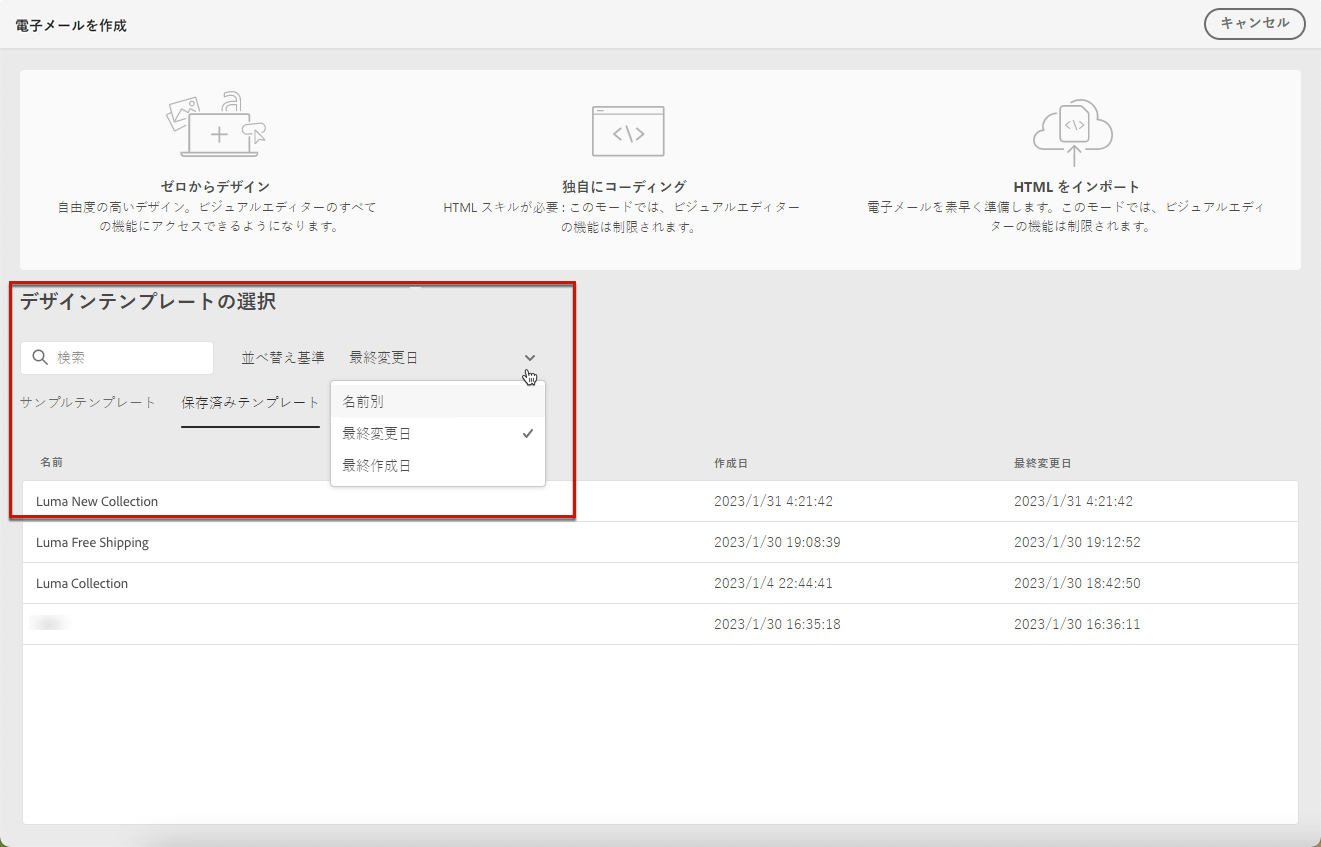 電子メールを作成
キャンセル
ゼロからデザイン
自由度の高いデザイン。ビジュアルエディターのすべて
の機能にアクセスできるようになります。
独自にコーディング
HTML スキルが必要 : このモードでは、ビジュアルエディター
の機能は制限されます。
HTML をインポート
電子メールを素早く準備します。このモードでは、ビジュアルエディ
ターの機能は制限されます。
デザインテンプレートの選択
検索
並べ替え基準 最終変更日
サンプルテンプレート 保存済みテンプレート
名前別
最終変更日
最終作成日
名前 作成日 最終変更日
Luma New Collection 2023/1/31 4:21:42 2023/1/31 4:21:42
Luma Free Shipping 2023/1/30 19:08:39 2023/1/30 19:12:52
Luma Collection 2023/1/4 22:44:41 2023/1/30 18:42:50
2023/1/30 16:35:18 2023/1/30 16:36:11